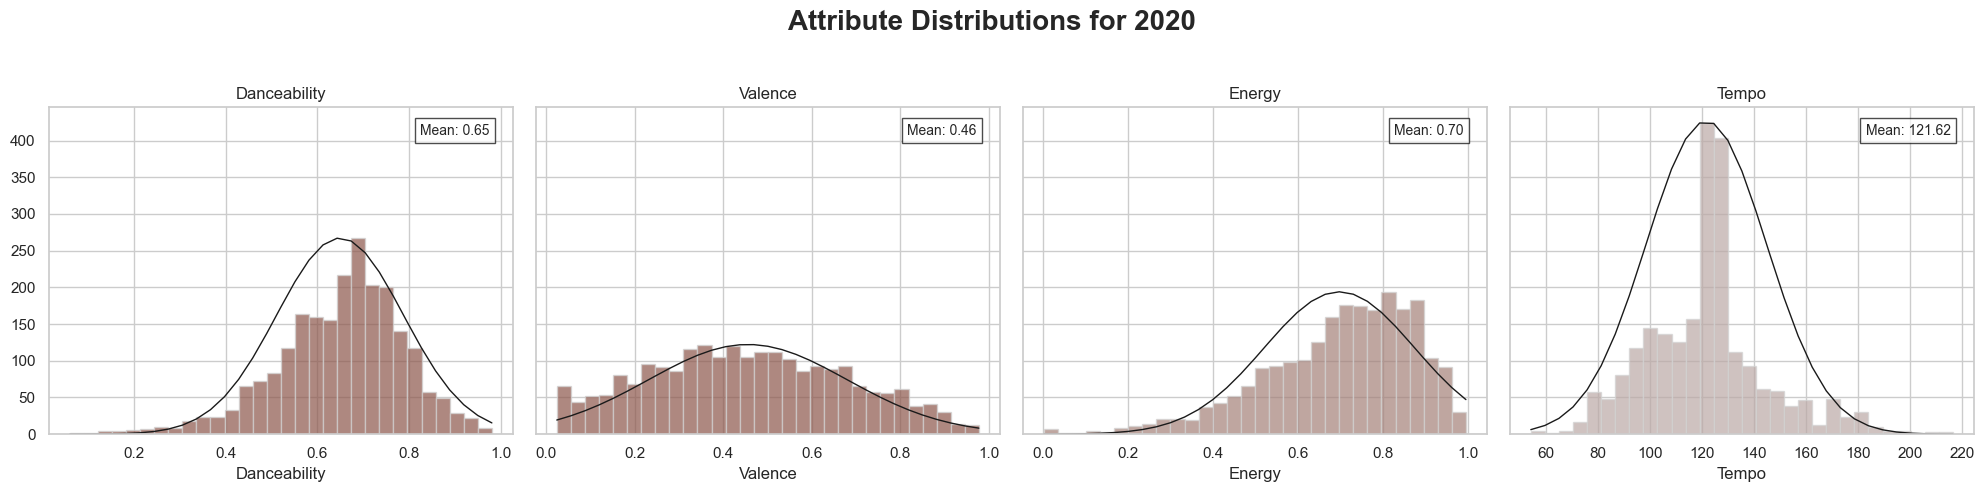 Attribute Distributions for 2020
Danceability Valence Energy Tempo
Mean: 0.65 Mean: 0.46 Mean: 0.70 Mean: 121.62
400
350
300
250
200
150
100
50
0
0.2 0.4 0.6 0.8 1.0 0.0 0.2 0.4 0.6 0.8 1.0 0.0 0.2 0.4 0.6 0.8 1.0 60 80 100 120 140 160 180 200 220
Danceability Valence Energy Tempo